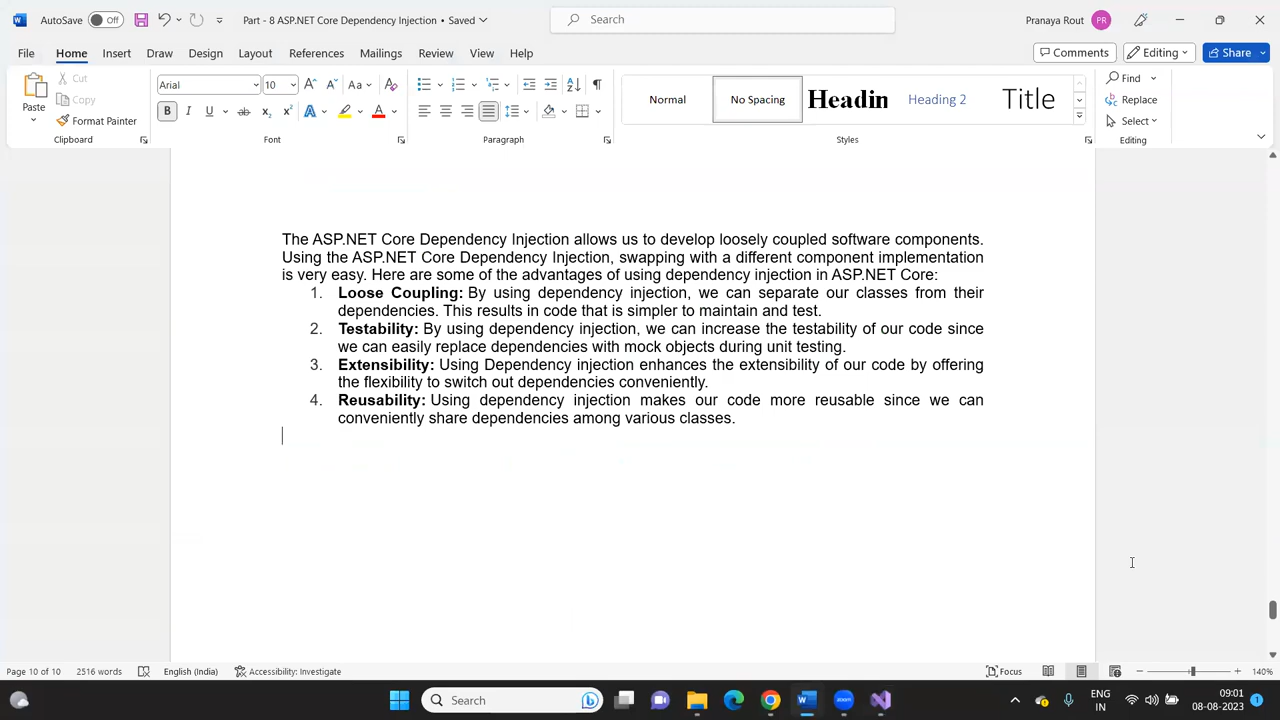 AutoSave Off Part - 8 ASP.NET Core Dependency Injection • Saved Search Pranaya Rout PR
File Home Insert Draw Design Layout References Mailings Review View Help Comments Editing Share
Paste Cut Copy Format Painter
Clipboard
Arial 10
Font
Paragraph
Normal No Spacing Headin Heading 2 Title
Styles
Find
Replace
Select
Editing
The ASP.NET Core Dependency Injection allows us to develop loosely coupled software components.
Using the ASP.NET Core Dependency Injection, swapping with a different component implementation
is very easy. Here are some of the advantages of using dependency injection in ASP.NET Core:
1. Loose Coupling: By using dependency injection, we can separate our classes from their
dependencies. This results in code that is simpler to maintain and test.
2. Testability: By using dependency injection, we can increase the testability of our code since
we can easily replace dependencies with mock objects during unit testing.
3. Extensibility: Using Dependency injection enhances the extensibility of our code by offering
the flexibility to switch out dependencies conveniently.
4. Reusability: Using dependency injection makes our code more reusable since we can
conveniently share dependencies among various classes.
Page 10 of 10 2516 words English (India) Accessibility: Investigate Focus 140%
Search zoom ENG IN 09:01 08-08-2023